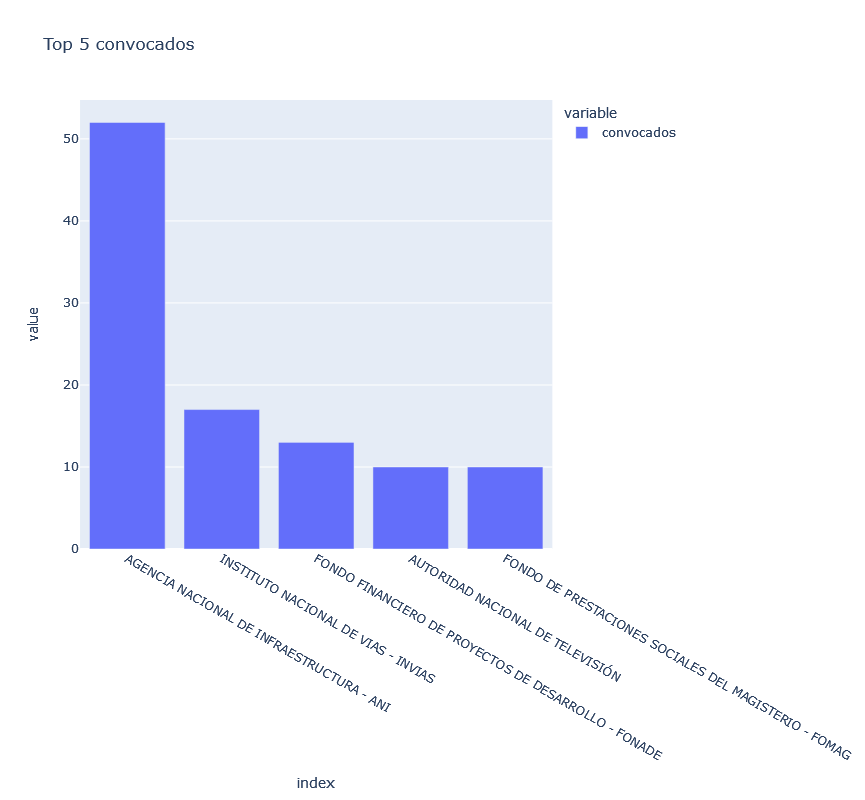 Top 5 convocados
variable
convocados
value
50
40
30
20
10
0
AGENCIA NACIONAL DE INFRAESTRUCTURA - ANI
INSTITUTO NACIONAL DE VIAS - INVIAS
FONDO FINANCIERO DE PROYECTOS DE DESARROLLO - FONADE
AUTORIDAD NACIONAL DE TELEVISIÓN
FONDO DE PRESTACIONES SOCIALES DEL MAGISTERIO - FOMAG
index